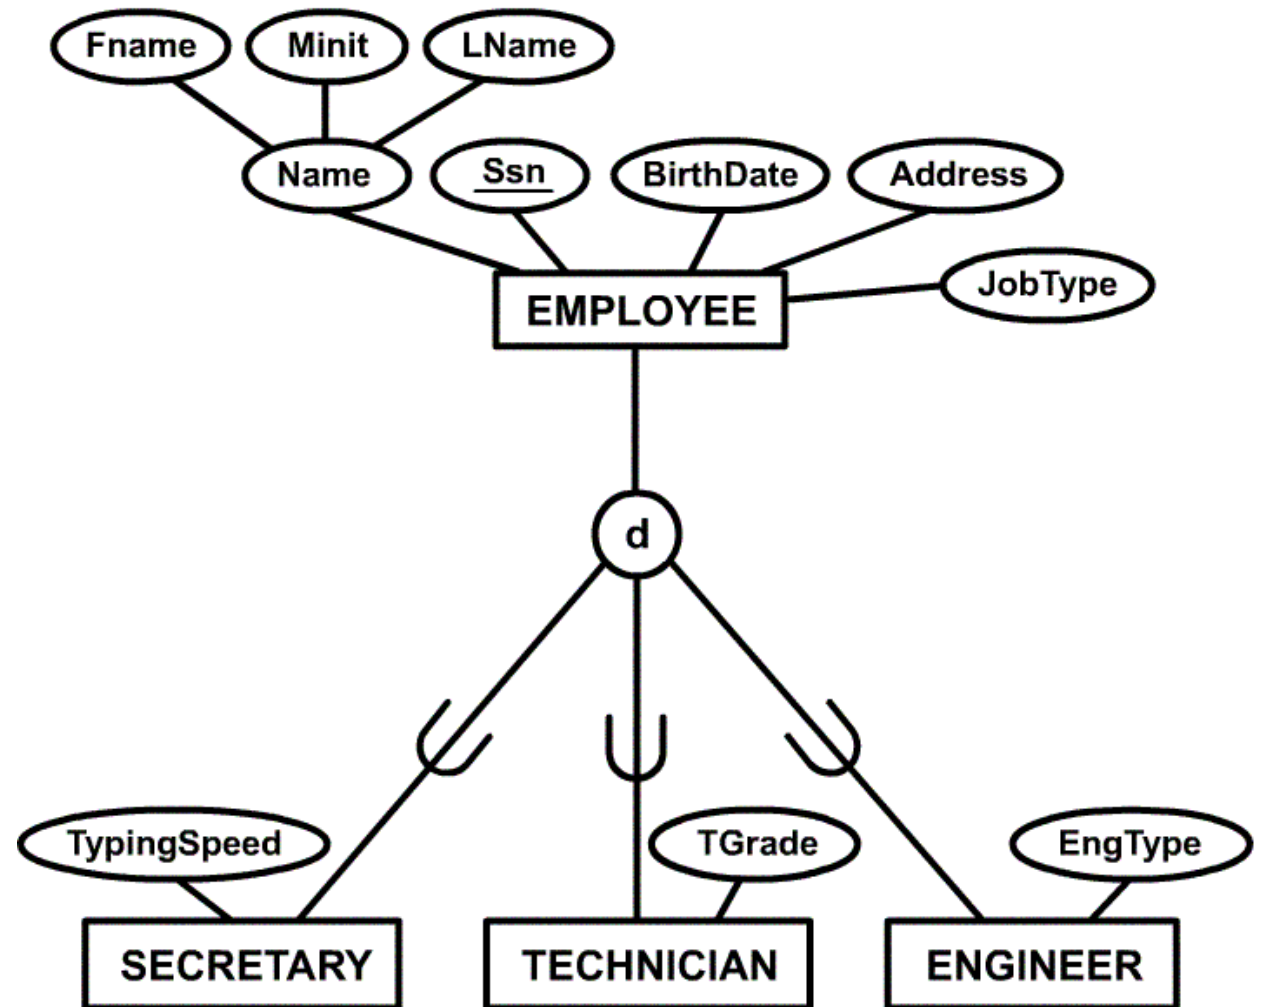 Fname
Minit
LName
Name
Ssn
BirthDate
Address
JobType
EMPLOYEE
d
TypingSpeed
TGrade
EngType
SECRETARY
TECHNICIAN
ENGINEER